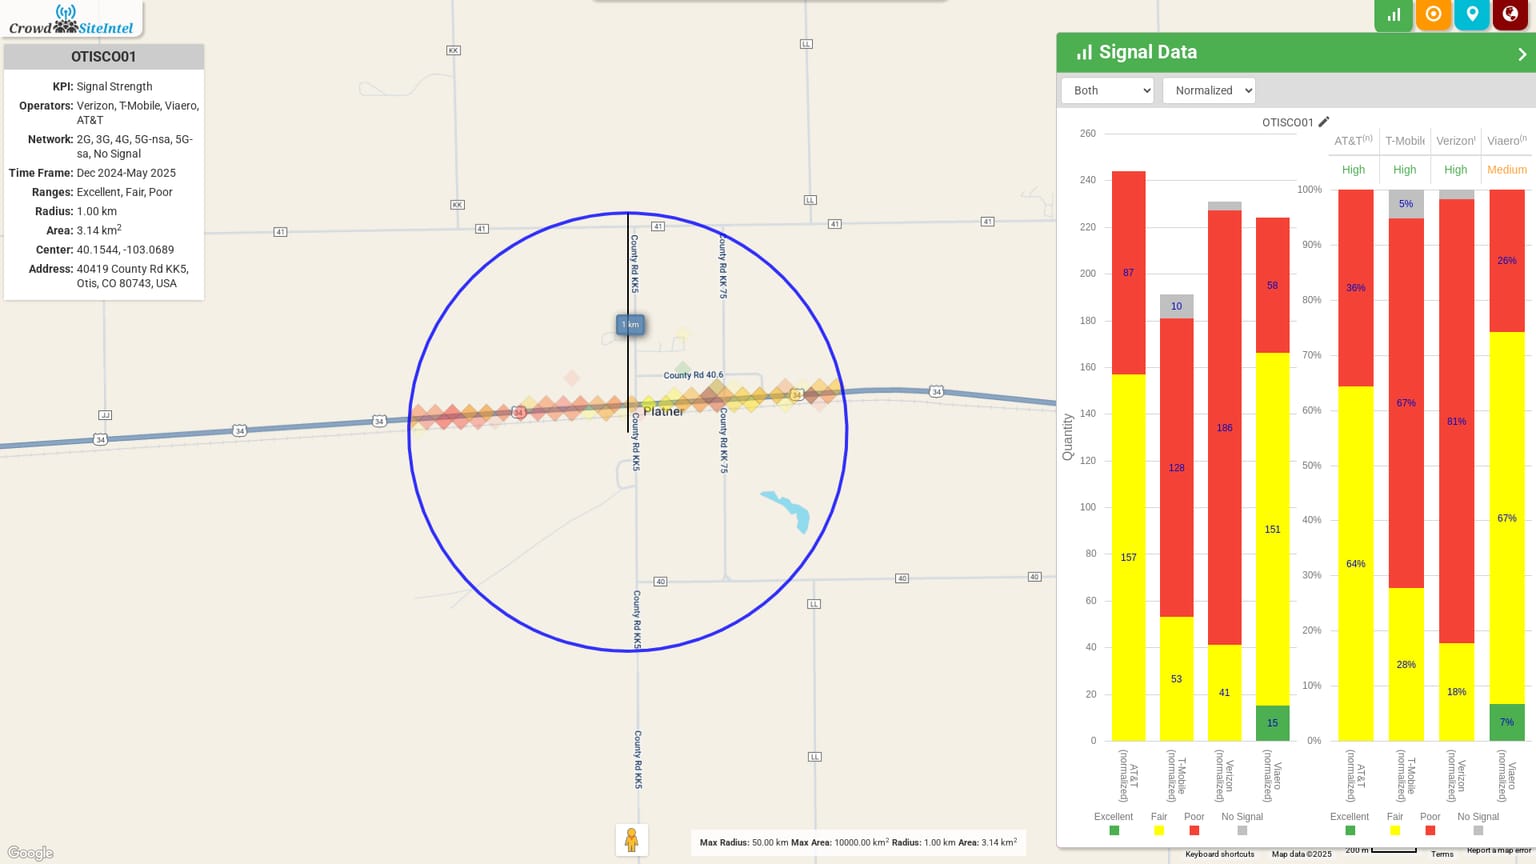 Crowd SiteIntel
OTISCO01
KPI: Signal Strength
Operators: Verizon, T-Mobile, Viaero,
AT&T
Network: 2G, 3G, 4G, 5G-nsa, 5G-
sa, No Signal
Time Frame: Dec 2024-May 2025
Ranges: Excellent, Fair, Poor
Radius: 1.00 km
Area: 3.14 km²
Center: 40.1544, -103.0689
Address: 40419 County Rd KK5,
Otis, CO 80743, USA
KK
LL
KK
LL
41
41
41
41
41
County Rd KK5
County Rd KK 75
1 km
County Rd 40.6
34
34
34
34
34
34
JJ
Platner
County Rd KK5
County Rd KK 75
40
40
40
LL
County Rd KK5
County Rd KK5
LL
Google
Max Radius: 50.00 km Max Area: 10000.00 km² Radius: 1.00 km Area: 3.14 km²
Signal Data
Both
Normalized
OTISCO01
260
240
220
200
180
160
140
120
100
80
60
40
20
0
Quantity
87
157
10
128
53
186
41
58
151
15
AT&T (normalized)
T-Mobile (normalized)
Verizon (normalized)
Viaero (normalized)
Excellent
Fair
Poor
No Signal
AT&T(n)
T-Mobile
Verizon
Viaero(n
High
High
High
Medium
100%
90%
80%
70%
60%
50%
40%
30%
20%
10%
0%
36%
64%
5%
67%
28%
81%
18%
26%
67%
7%
AT&T (normalized)
T-Mobile (normalized)
Verizon (normalized)
Viaero (normalized)
Excellent
Fair
Poor
No Signal
Keyboard shortcuts
Map data ©2025
200 m
Terms
Report a map error